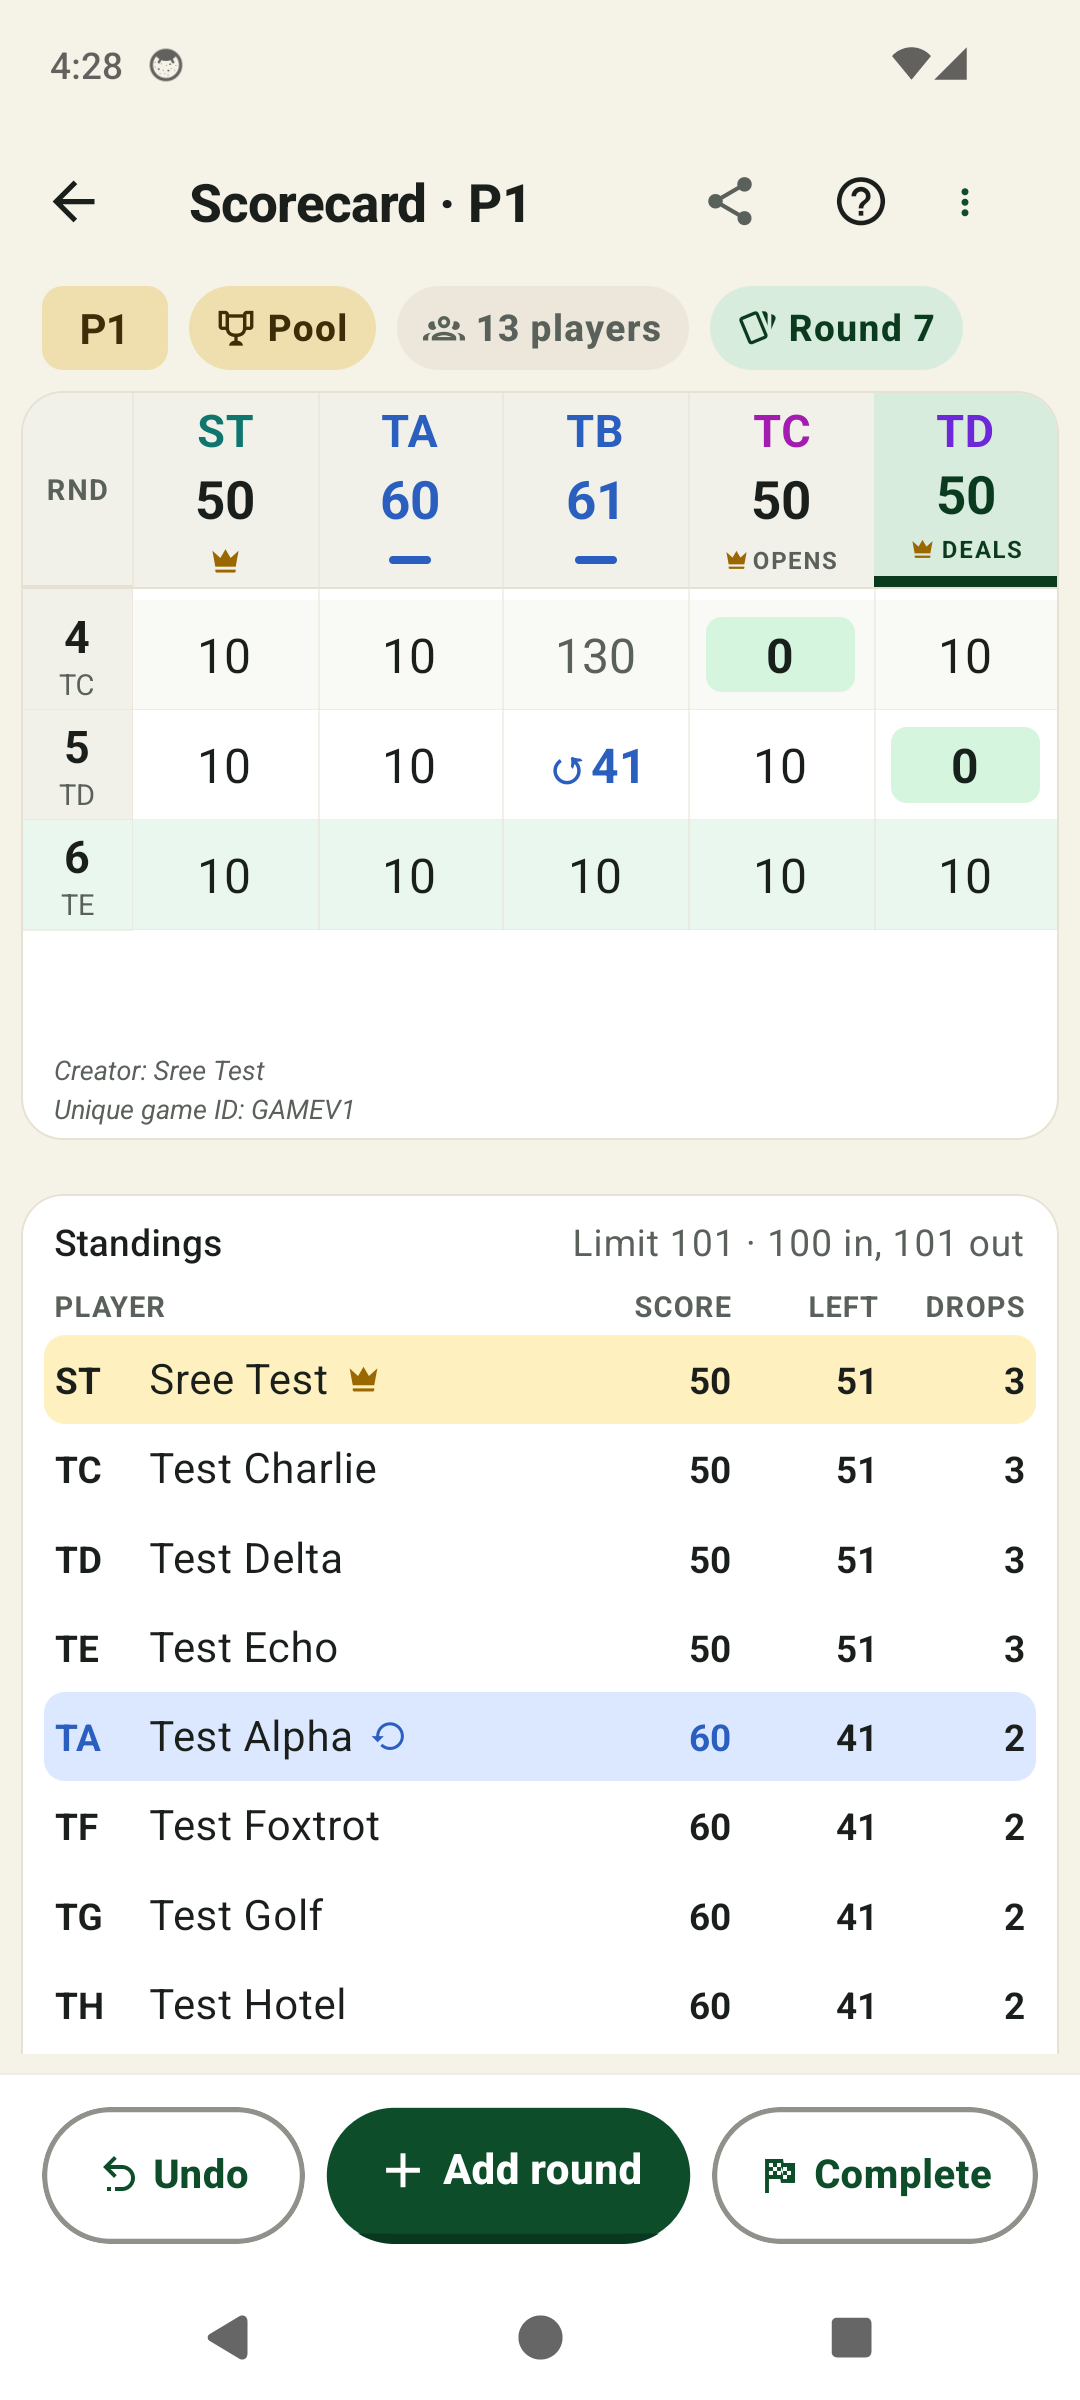 4:28
Scorecard · P1
P1 Pool 13 players Round 7
RND ST TA TB TC TD
50 60 61 50 50
OPENS DEALS
4 10 10 130 0 10
TC
5 10 10 41 10 0
TD
6 10 10 10 10 10
TE
Creator: Sree Test
Unique game ID: GAMEV1
Standings Limit 101 · 100 in, 101 out
PLAYER SCORE LEFT DROPS
ST Sree Test 50 51 3
TC Test Charlie 50 51 3
TD Test Delta 50 51 3
TE Test Echo 50 51 3
TA Test Alpha 60 41 2
TF Test Foxtrot 60 41 2
TG Test Golf 60 41 2
TH Test Hotel 60 41 2
Undo Add round Complete